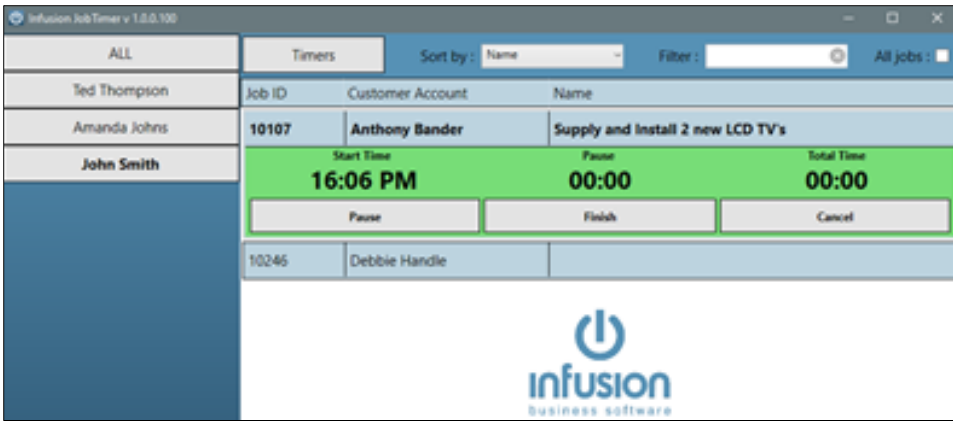 Infusion JobTimer v 1.0.0.100
ALL
Timers
Sort by : Name
Filter :
All jobs :
Ted Thompson
Amanda Johns
John Smith
Job ID Customer Account Name
10107 Anthony Bander Supply and Install 2 new LCD TV's
Start Time Pause Total Time
16:06 PM 00:00 00:00
Pause Finish Cancel
10246 Debbie Handle
infusion
business software